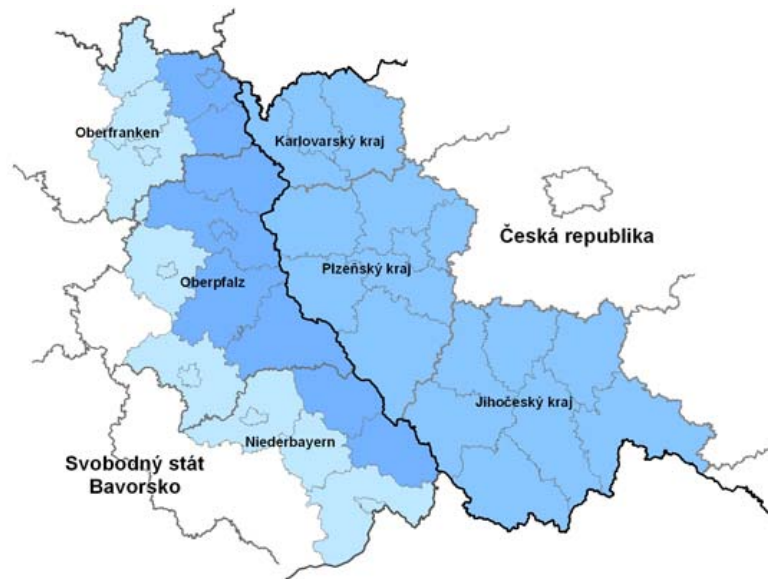 Oberfranken
Karlovarský kraj
Česká republika
Plzeňský kraj
Oberpfalz
Jihočeský kraj
Niederbayern
Svobodný stát
Bavorsko